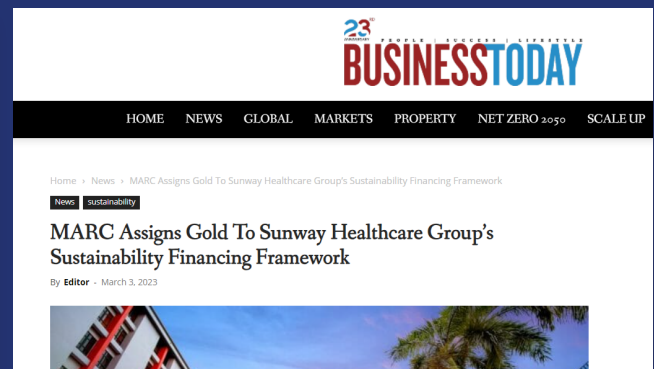 23RD
ANNIVERSARY
PEOPLE | SUCCESS | LIFESTYLE
BUSINESSTODAY
HOME NEWS GLOBAL MARKETS PROPERTY NET ZERO 2050 SCALE UP
Home › News › MARC Assigns Gold To Sunway Healthcare Group's Sustainability Financing Framework
News sustainability
MARC Assigns Gold To Sunway Healthcare Group's
Sustainability Financing Framework
By Editor - March 3, 2023